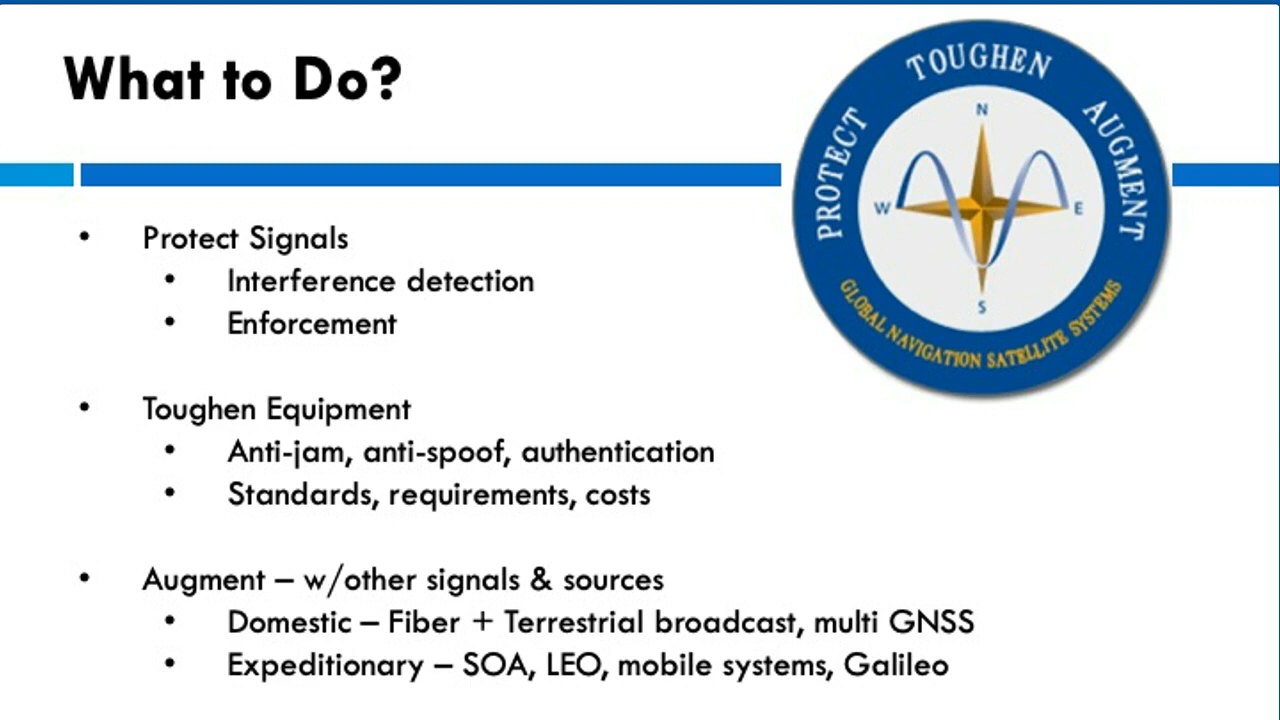 What to Do?
PROTECT TOUGHEN AUGMENT
N
W E
S
GLOBAL NAVIGATION SATELLITE SYSTEMS
• Protect Signals
• Interference detection
• Enforcement
• Toughen Equipment
• Anti-jam, anti-spoof, authentication
• Standards, requirements, costs
• Augment – w/other signals & sources
• Domestic – Fiber + Terrestrial broadcast, multi GNSS
• Expeditionary – SOA, LEO, mobile systems, Galileo